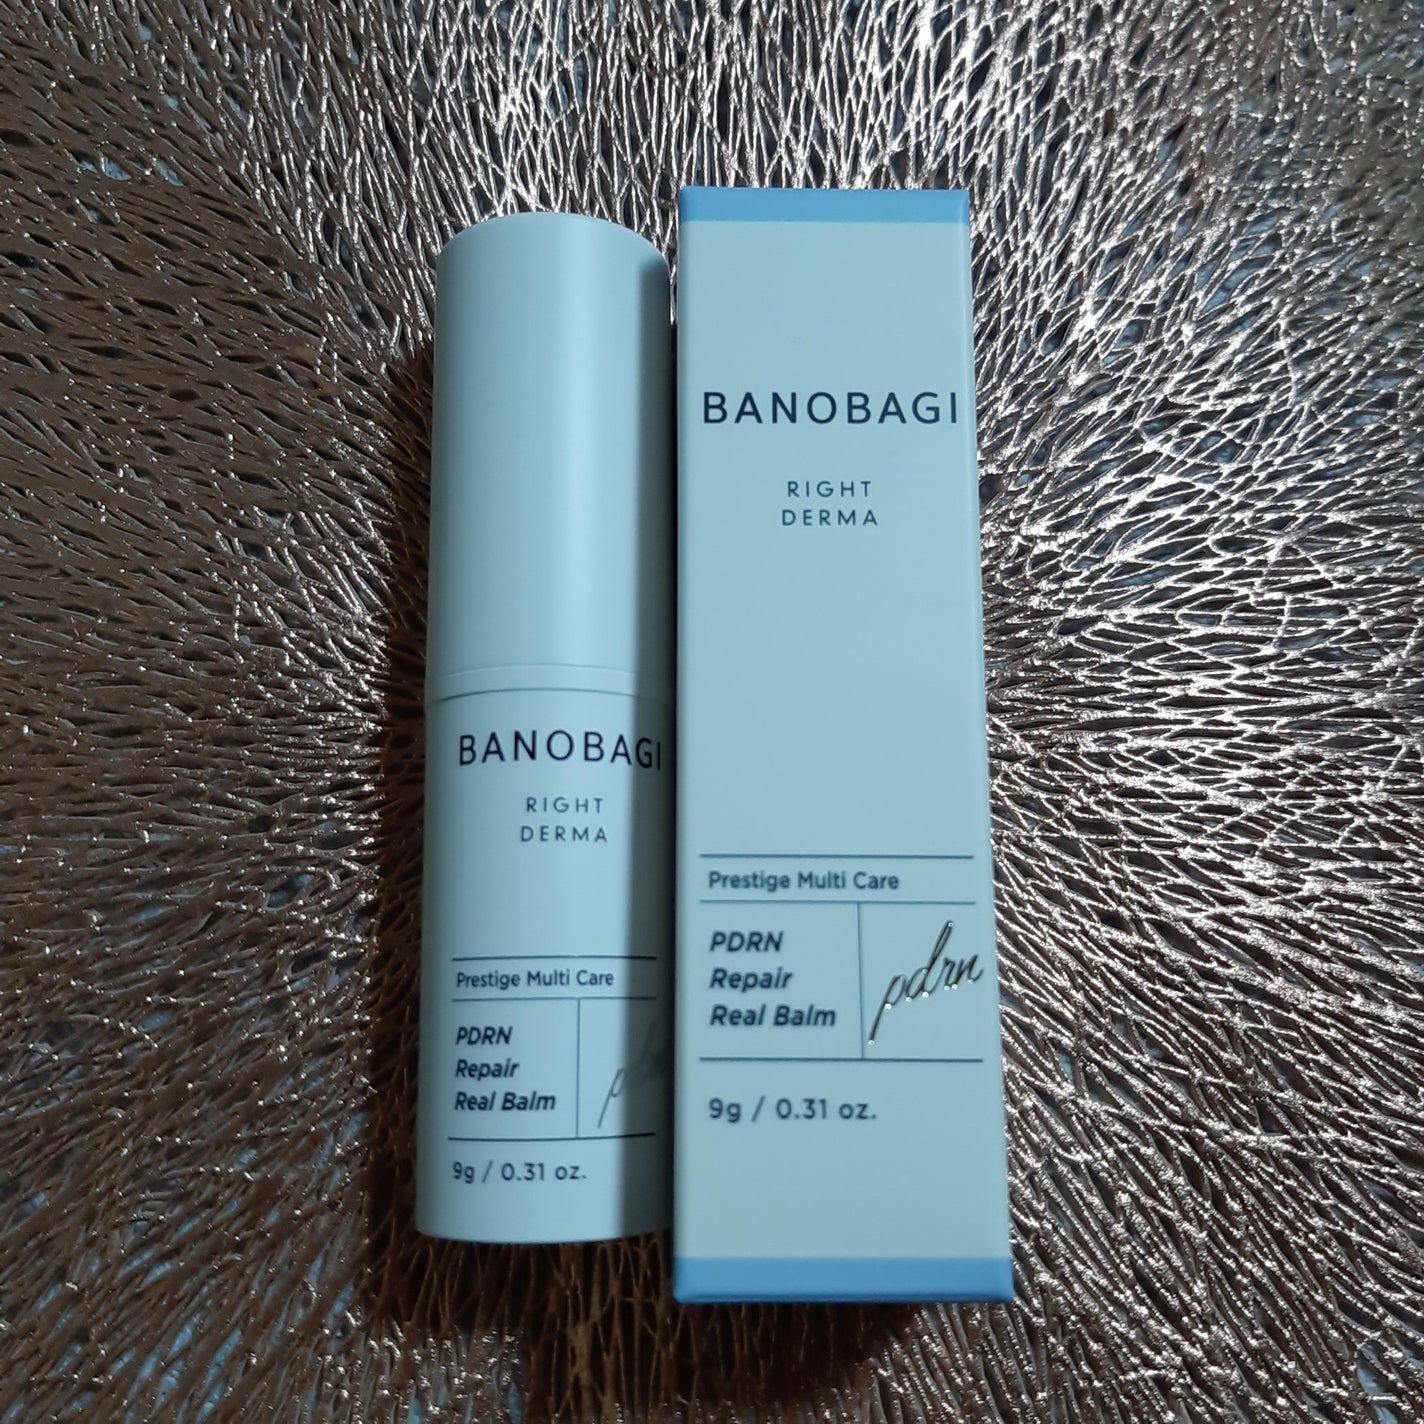 BANOBAGI
RIGHT
DERMA
Prestige Multi Care
PDRN
Repair
Real Balm
9g / 0.31 oz.
BANOBAGI
RIGHT
DERMA
Prestige Multi Care
PDRN
Repair
Real Balm
pdrn
9g / 0.31 oz.